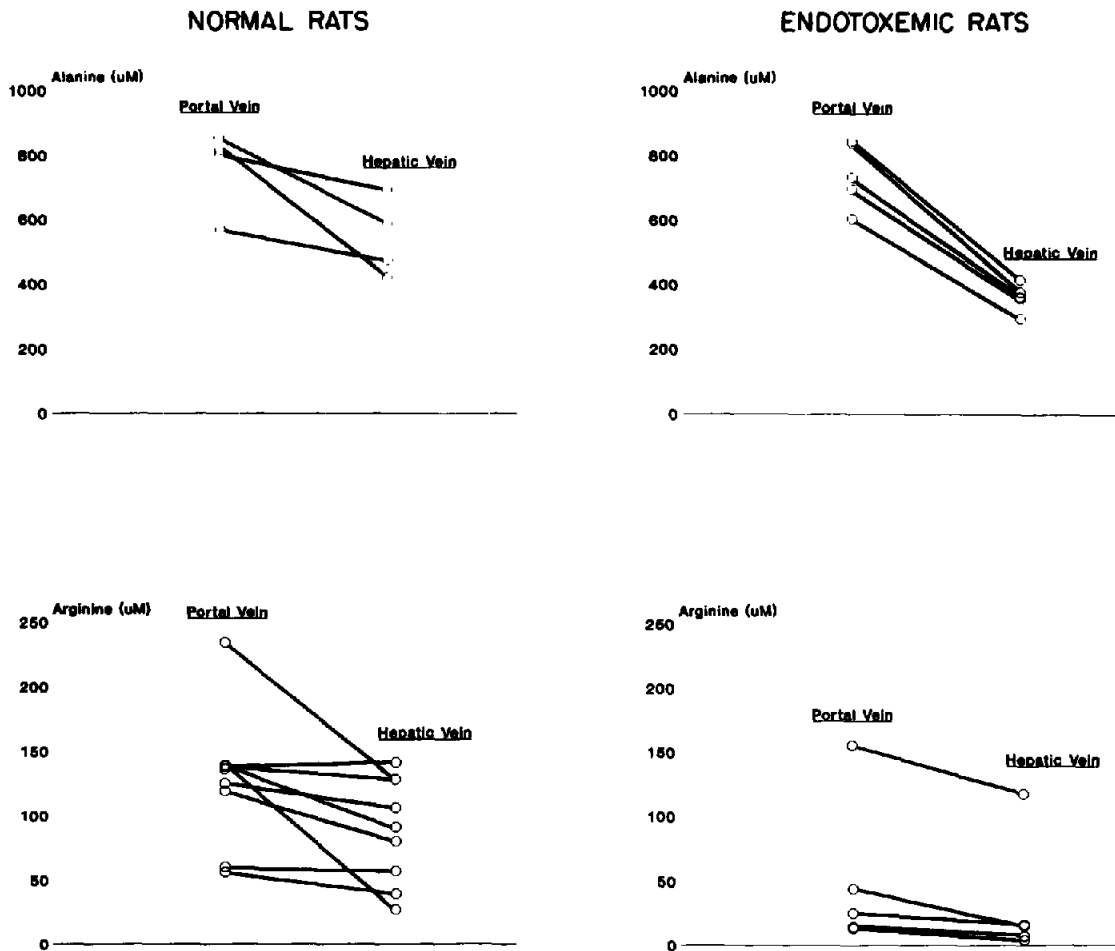 NORMAL RATS
ENDOTOXEMIC RATS
Alanine (uM)
1000
Portal Vein
800
Hepatic Vein
600
400
200
0
Alanine (uM)
1000
Portal Vein
800
600
Hepatic Vein
400
200
0
Arginine (uM)
Portal Vein
250
200
Hepatic Vein
150
100
50
0
Arginine (uM)
250
200
Portal Vein
150
Hepatic Vein
100
50
0